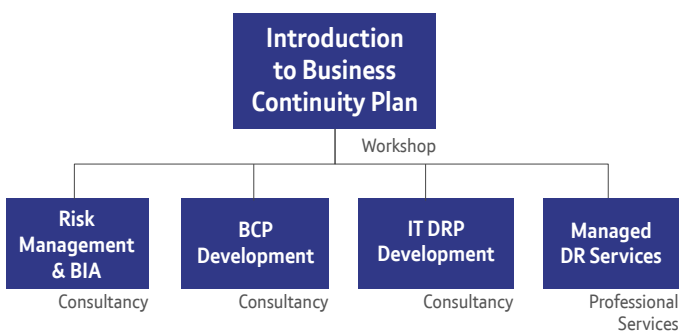 Introduction
to Business
Continuity Plan
Workshop
Risk
Management
& BIA
Consultancy
BCP
Development
Consultancy
IT DRP
Development
Consultancy
Managed
DR Services
Professional
Services